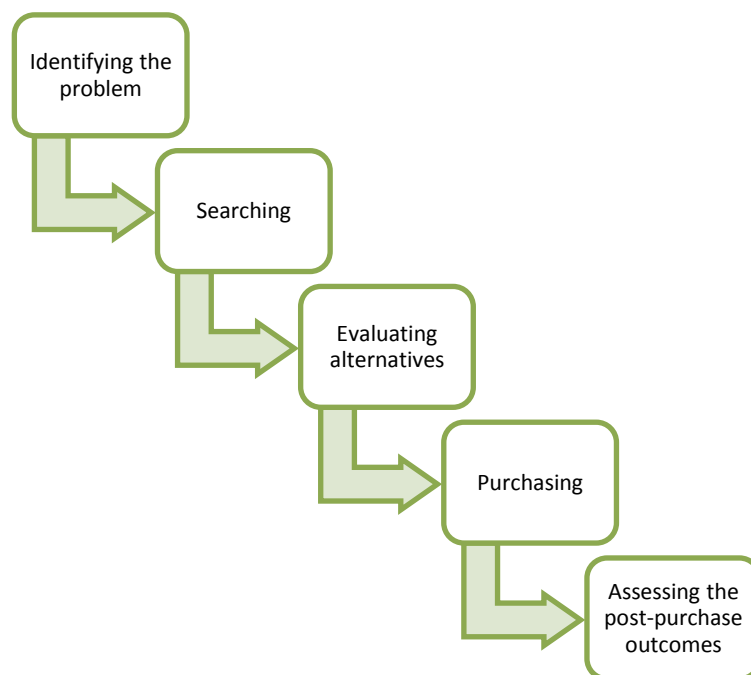 Identifying the
problem
Searching
Evaluating
alternatives
Purchasing
Assessing the
post-purchase
outcomes